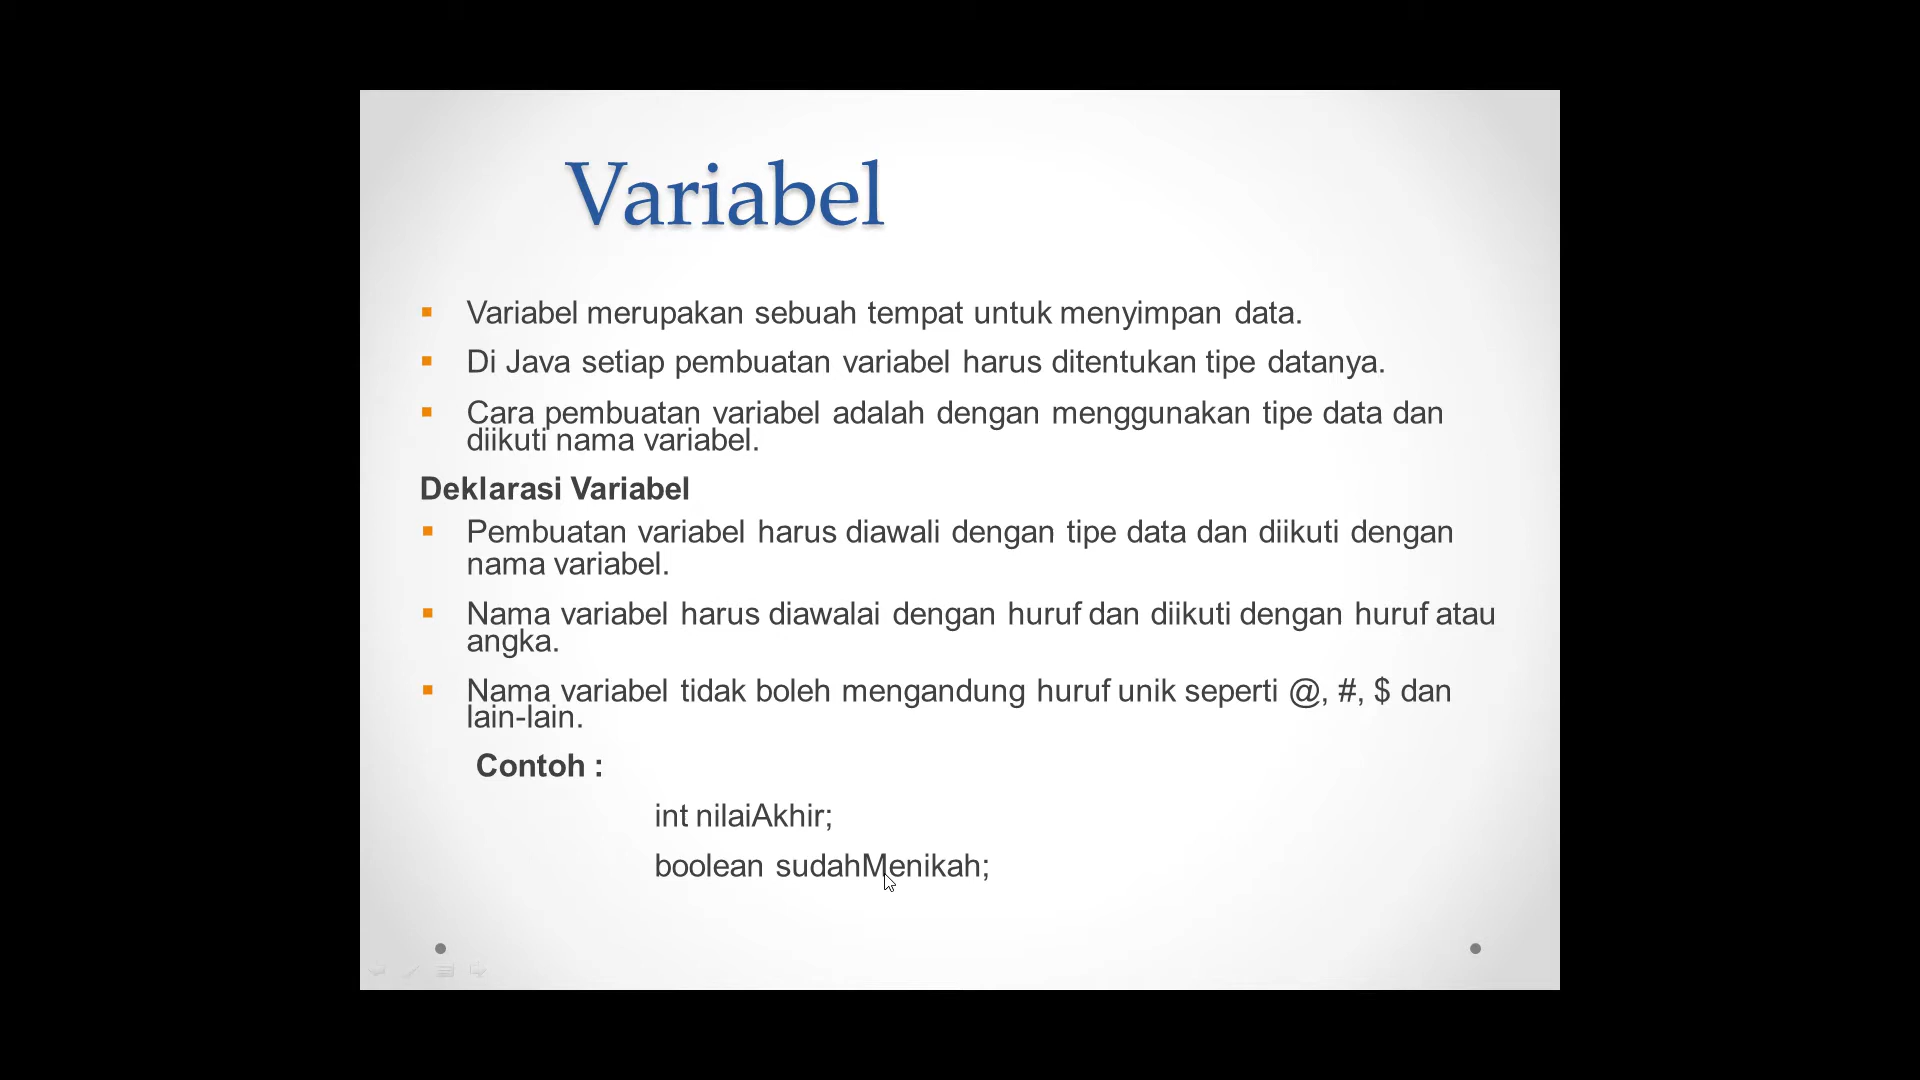 Variabel
Variabel merupakan sebuah tempat untuk menyimpan data.
Di Java setiap pembuatan variabel harus ditentukan tipe datanya.
Cara pembuatan variabel adalah dengan menggunakan tipe data dan
diikuti nama variabel.
Deklarasi Variabel
Pembuatan variabel harus diawali dengan tipe data dan diikuti dengan
nama variabel.
Nama variabel harus diawalai dengan huruf dan diikuti dengan huruf atau
angka.
Nama variabel tidak boleh mengandung huruf unik seperti @, #, $ dan
lain-lain.
Contoh :
int nilaiAkhir;
boolean sudahMenikah;